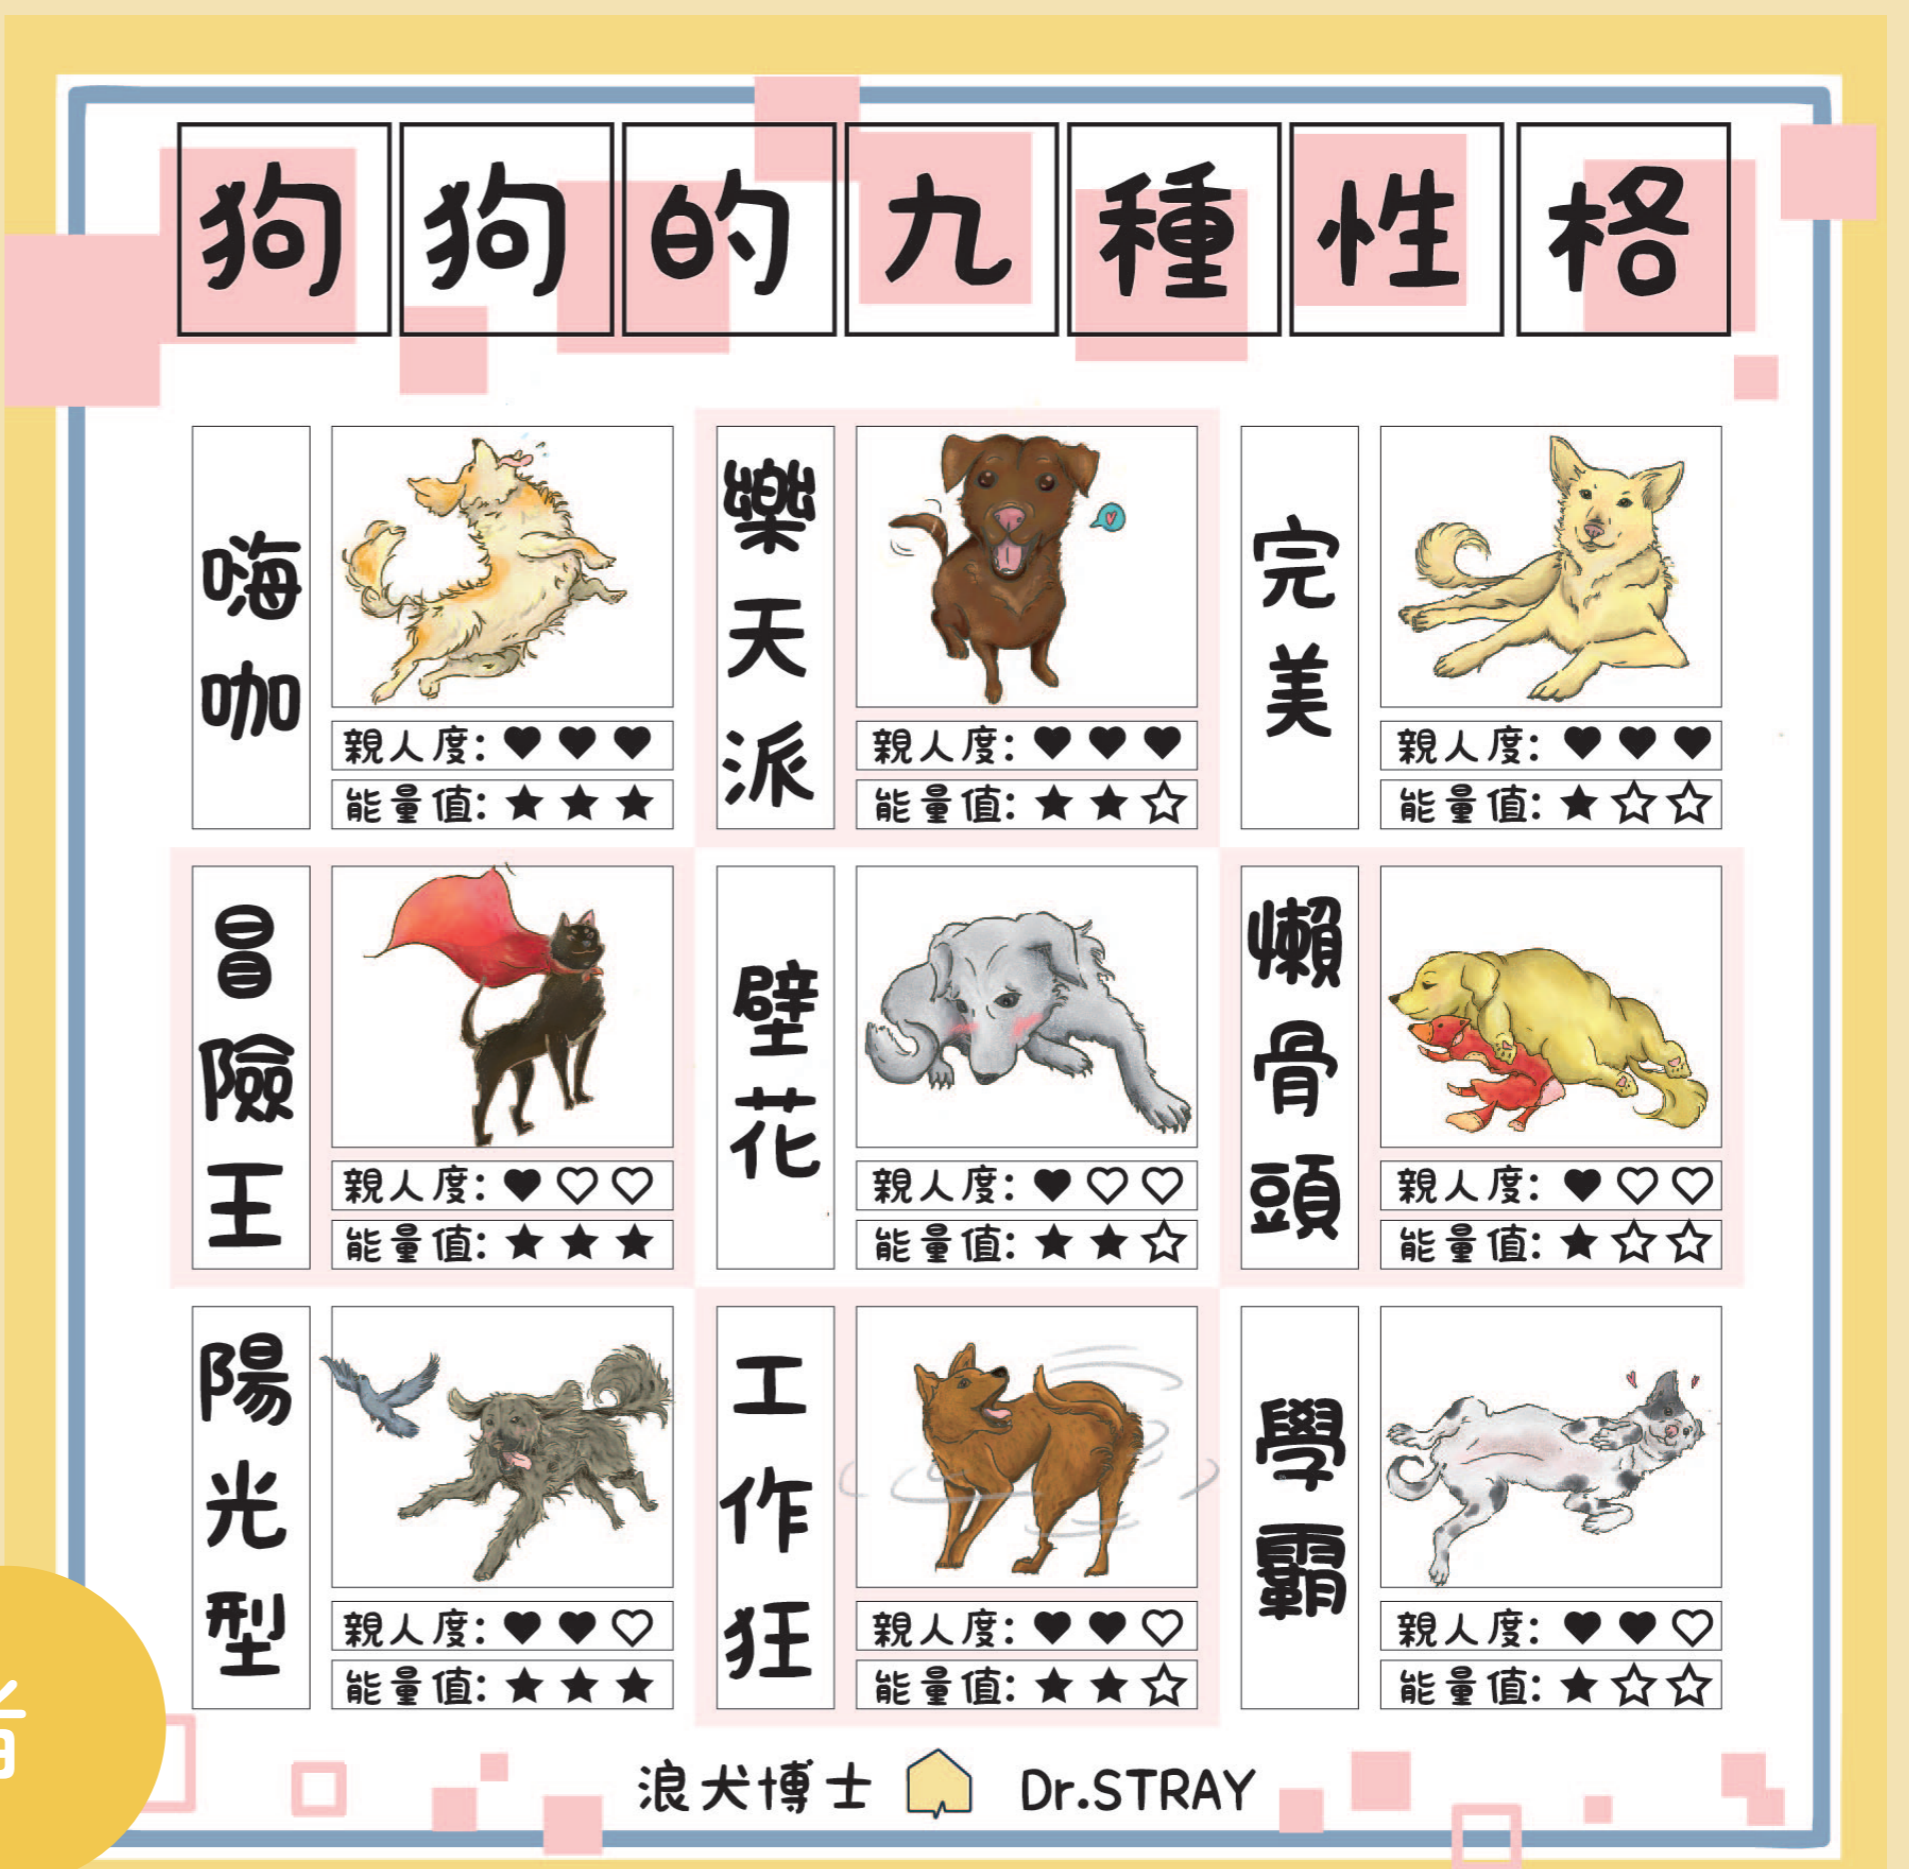 狗狗的九種性格
嗨咖
親人度:♥♥♥
能量值:★★★
樂天派
親人度:♥♥♥
能量值:★★☆
完美
親人度:♥♥♥
能量值:★☆☆
冒險王
親人度:♥♡♡
能量值:★★★
壁花
親人度:♥♡♡
能量值:★★☆
懶骨頭
親人度:♥♡♡
能量值:★☆☆
陽光型
親人度:♥♥♡
能量值:★★★
工作狂
親人度:♥♥♡
能量值:★★☆
學霸
親人度:♥♥♡
能量值:★☆☆
浪犬博士 Dr.STRAY